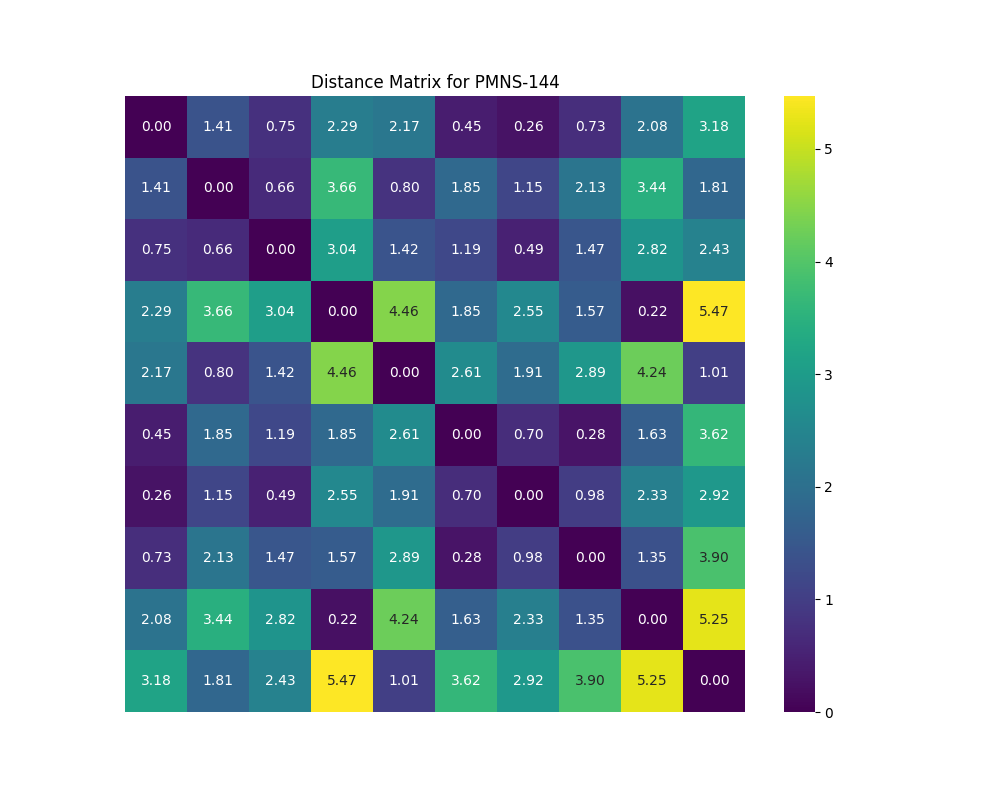 Distance Matrix for PMNS-144
0.00 1.41 0.75 2.29 2.17 0.45 0.26 0.73 2.08 3.18
1.41 0.00 0.66 3.66 0.80 1.85 1.15 2.13 3.44 1.81
0.75 0.66 0.00 3.04 1.42 1.19 0.49 1.47 2.82 2.43
2.29 3.66 3.04 0.00 4.46 1.85 2.55 1.57 0.22 5.47
2.17 0.80 1.42 4.46 0.00 2.61 1.91 2.89 4.24 1.01
0.45 1.85 1.19 1.85 2.61 0.00 0.70 0.28 1.63 3.62
0.26 1.15 0.49 2.55 1.91 0.70 0.00 0.98 2.33 2.92
0.73 2.13 1.47 1.57 2.89 0.28 0.98 0.00 1.35 3.90
2.08 3.44 2.82 0.22 4.24 1.63 2.33 1.35 0.00 5.25
3.18 1.81 2.43 5.47 1.01 3.62 2.92 3.90 5.25 0.00
5
4
3
2
1
0